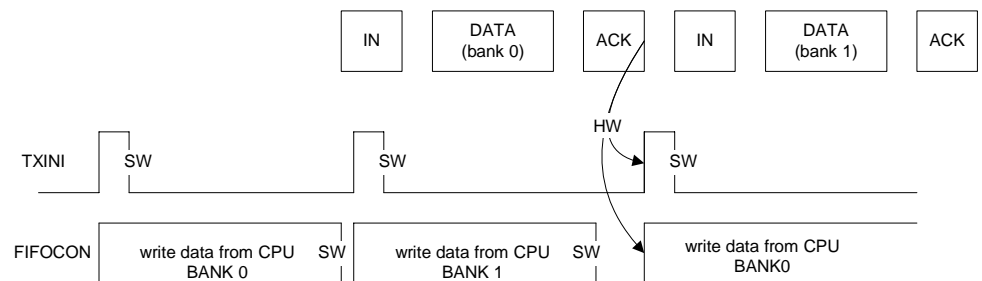 IN
DATA
(bank 0)
ACK
IN
DATA
(bank 1)
ACK
HW
TXINI
SW
SW
SW
FIFOCON
write data from CPU
BANK 0
SW
write data from CPU
BANK 1
SW
write data from CPU
BANK0